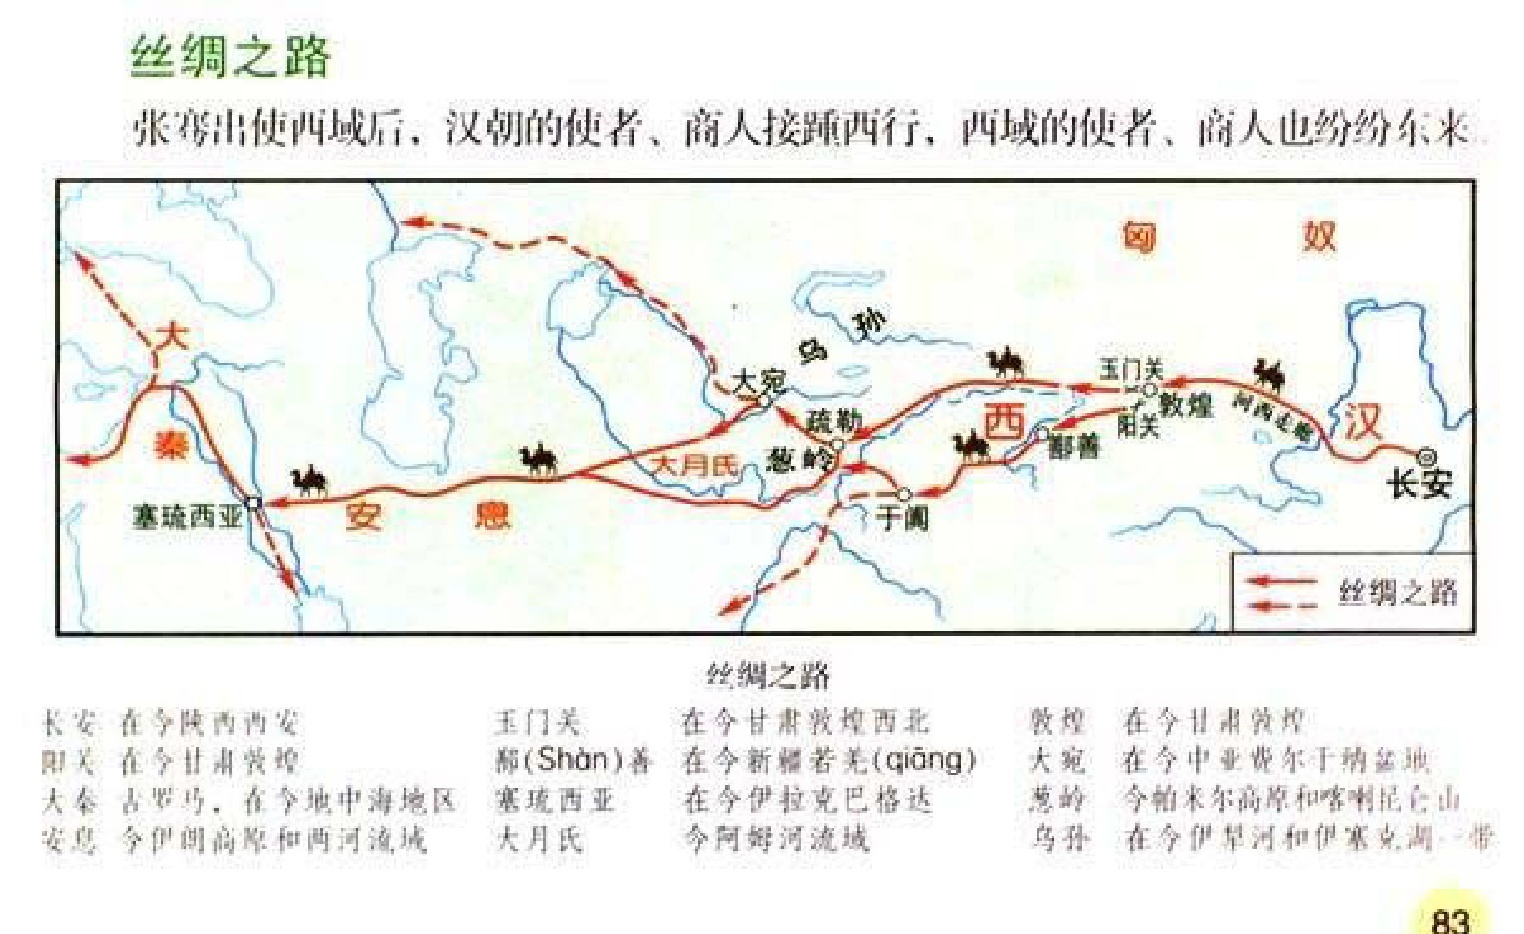 丝绸之路
张骞出使西域后，汉朝的使者、商人接踵西行，西域的使者、商人也纷纷东来
匈 奴
大
秦
乌 孙
大宛
疏勒
葱岭
大月氏
玉门关
敦煌
阳关
河西走廊
西
鄯善
汉
长安
于阗
塞琉西亚
安 息
丝绸之路
丝绸之路
长安 在今陕西西安 玉门关 在今甘肃敦煌西北 敦煌 在今甘肃敦煌
阳关 在今甘肃敦煌 鄯(Shàn)善 在今新疆若羌(qiāng) 大宛 在今中亚费尔干纳盆地
大秦 古罗马，在今地中海地区 塞琉西亚 在今伊拉克巴格达 葱岭 今帕米尔高原和喀喇昆仑山
安息 今伊朗高原和两河流域 大月氏 今阿姆河流域 乌孙 在今伊犁河和伊塞克湖一带
83